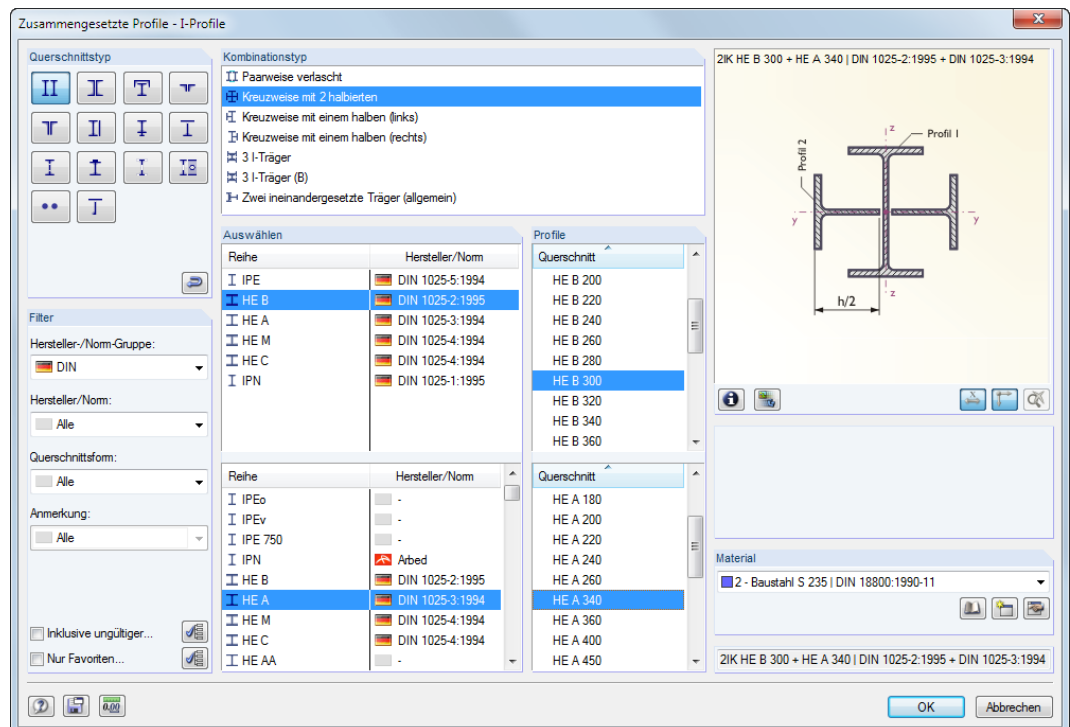 Zusammengesetzte Profile - I-Profile
Querschnittstyp
Filter
Hersteller-/Norm-Gruppe:
DIN
Hersteller/Norm:
Alle
Querschnittsform:
Alle
Anmerkung:
Alle
Inklusive ungültiger...
Nur Favoriten...
Kombinationstyp
Paarweise verlascht
Kreuzweise mit 2 halbierten
Kreuzweise mit einem halben (links)
Kreuzweise mit einem halben (rechts)
3 I-Träger
3 I-Träger (B)
Zwei ineinandergesetzte Träger (allgemein)
Auswählen
Reihe Hersteller/Norm
IPE DIN 1025-5:1994
HE B DIN 1025-2:1995
HE A DIN 1025-3:1994
HE M DIN 1025-4:1994
HE C DIN 1025-4:1994
IPN DIN 1025-1:1995
Profile
Querschnitt
HE B 200
HE B 220
HE B 240
HE B 260
HE B 280
HE B 300
HE B 320
HE B 340
HE B 360
Reihe Hersteller/Norm
IPEo -
IPEv -
IPE 750 -
IPN Arbed
HE B DIN 1025-2:1995
HE A DIN 1025-3:1994
HE M DIN 1025-4:1994
HE C DIN 1025-4:1994
HE AA -
Querschnitt
HE A 180
HE A 200
HE A 220
HE A 240
HE A 260
HE A 340
HE A 360
HE A 400
HE A 450
2IK HE B 300 + HE A 340 | DIN 1025-2:1995 + DIN 1025-3:1994
z
Profil 1
Profil 2
y y
z
h/2
Material
2 - Baustahl S 235 | DIN 18800:1990-11
2IK HE B 300 + HE A 340 | DIN 1025-2:1995 + DIN 1025-3:1994
0.00
OK Abbrechen